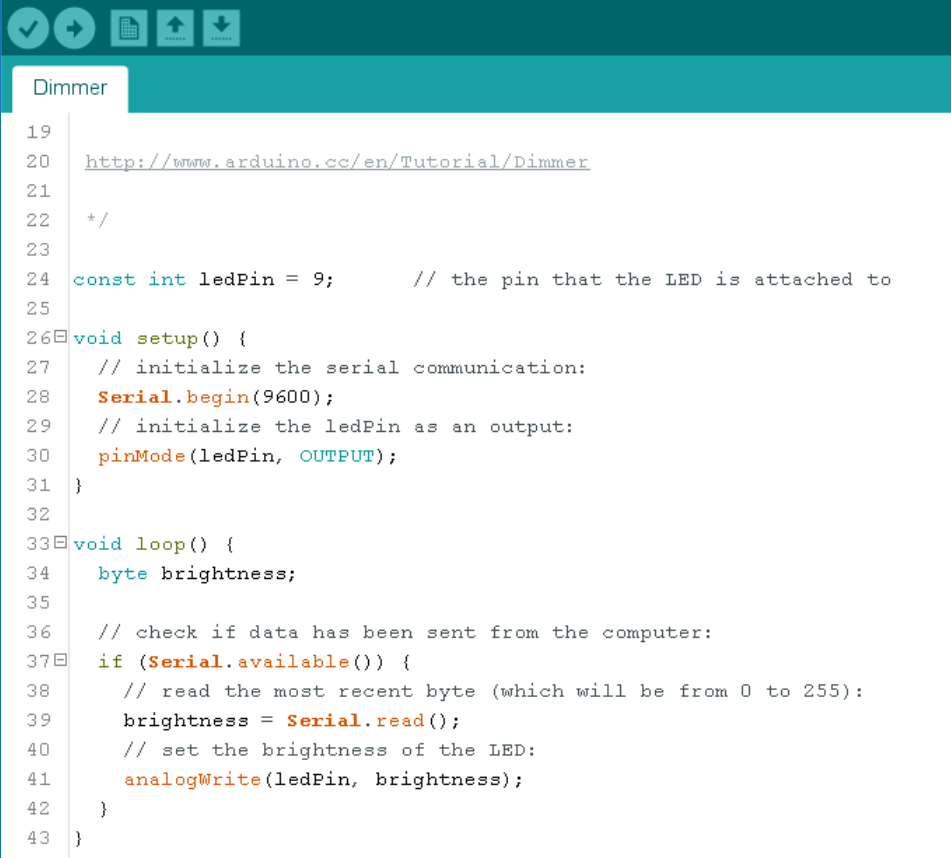 Dimmer
19
20 http://www.arduino.cc/en/Tutorial/Dimmer
21
22 */
23
24 const int ledPin = 9; // the pin that the LED is attached to
25
26 void setup() {
27 // initialize the serial communication:
28 Serial.begin(9600);
29 // initialize the ledPin as an output:
30 pinMode(ledPin, OUTPUT);
31 }
32
33 void loop() {
34 byte brightness;
35
36 // check if data has been sent from the computer:
37 if (Serial.available()) {
38 // read the most recent byte (which will be from 0 to 255):
39 brightness = Serial.read();
40 // set the brightness of the LED:
41 analogWrite(ledPin, brightness);
42 }
43 }